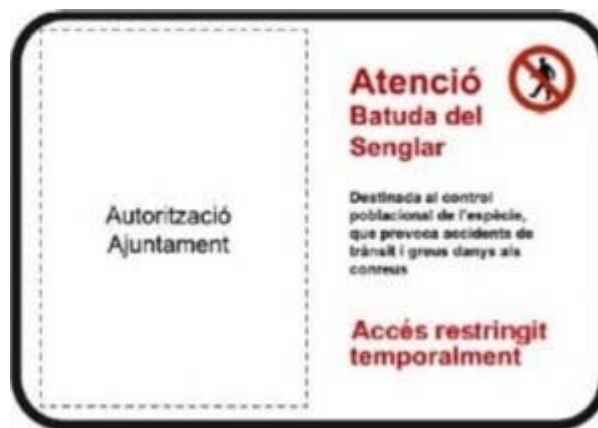 Autorització
Ajuntament
Atenció
Batuda del
Senglar
Destinada al control
poblacional de l'espècie,
que provoca accidents de
trànsit i greus danys als
conreus
Accés restringit
temporalment